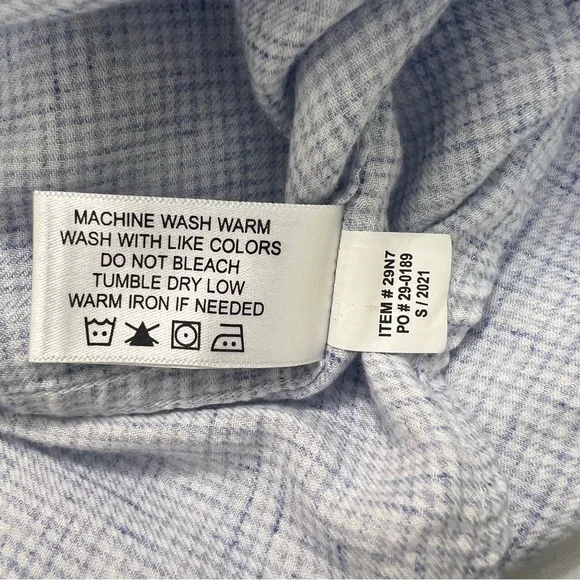 MACHINE WASH WARM
WASH WITH LIKE COLORS
DO NOT BLEACH
TUMBLE DRY LOW
WARM IRON IF NEEDED
ITEM # 29N7
PO # 29-0189
S / 2021